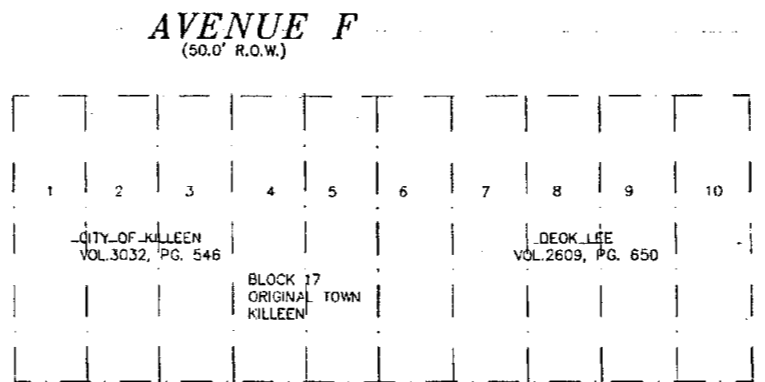 AVENUE F
(50.0' R.O.W.)
1 2 3 4 5 6 7 8 9 10
CITY OF KILLEEN
VOL.3032, PG. 546
DEOK LEE
VOL.2609, PG. 650
BLOCK 17
ORIGINAL TOWN
KILLEEN